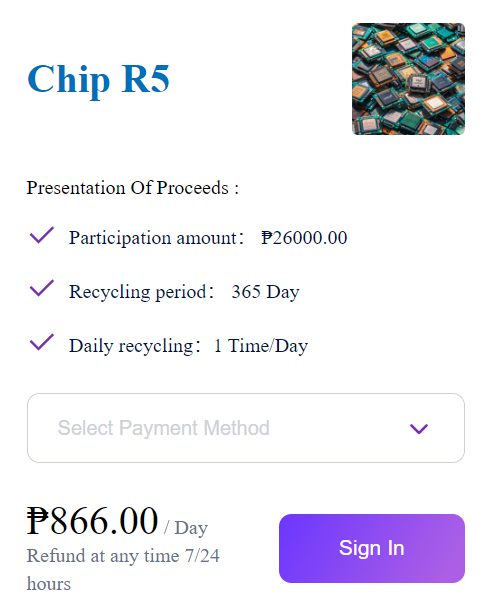 Chip R5
Presentation Of Proceeds :
Participation amount： ₱26000.00
Recycling period： 365 Day
Daily recycling：1 Time/Day
Select Payment Method
₱866.00 / Day
Refund at any time 7/24
hours
Sign In